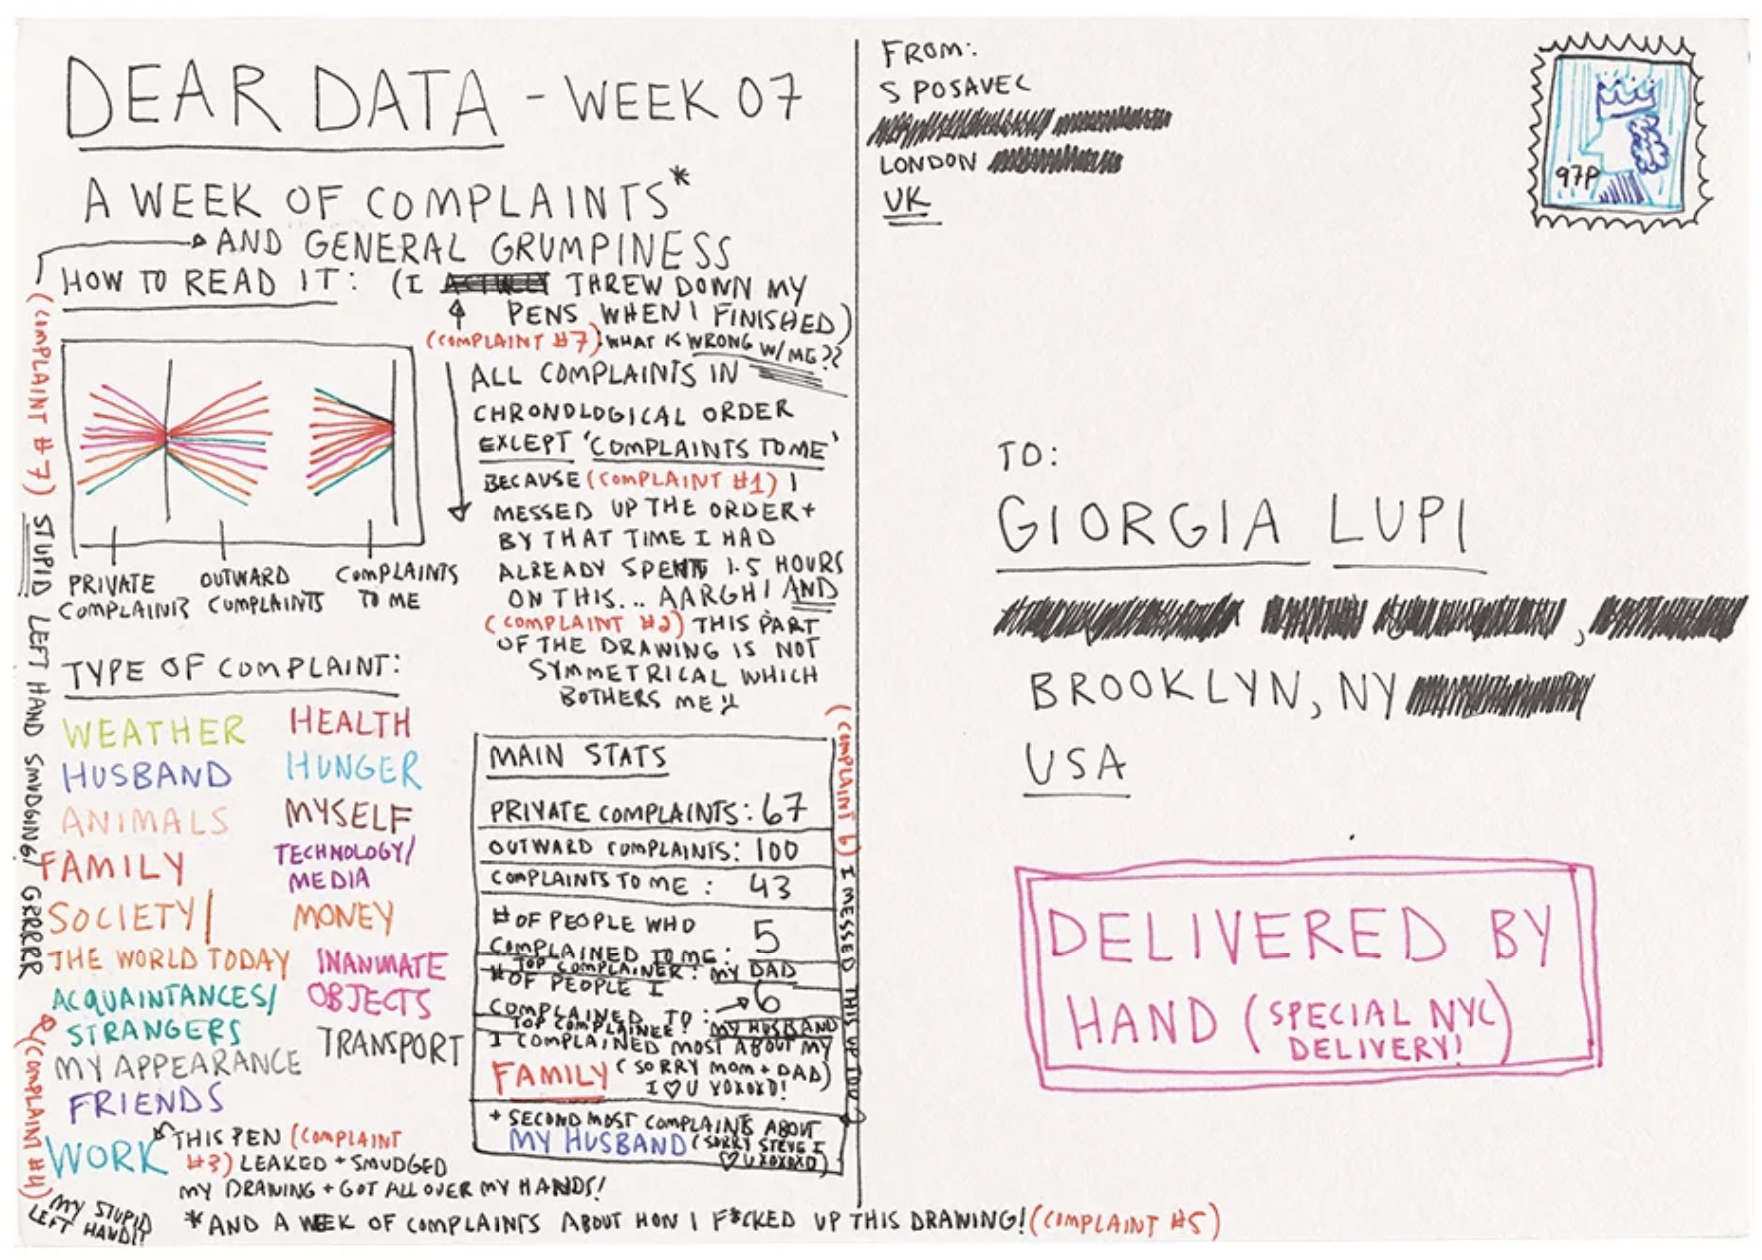 DEAR DATA - WEEK 07
A WEEK OF COMPLAINTS*
AND GENERAL GRUMPINESS
HOW TO READ IT: (I THREW DOWN MY
PENS WHEN I FINISHED)
(COMPLAINT #7): WHAT IS WRONG W/ ME??
ALL COMPLAINTS IN
CHRONOLOGICAL ORDER
EXCEPT 'COMPLAINTS TO ME'
BECAUSE (COMPLAINT #1) I
MESSED UP THE ORDER +
BY THAT TIME I HAD
ALREADY SPENT 1.5 HOURS
ON THIS... AARGH! AND
(COMPLAINT #2) THIS PART
OF THE DRAWING IS NOT
SYMMETRICAL WHICH
BOTHERS ME
PRIVATE
COMPLAINTS
OUTWARD
COMPLAINTS
COMPLAINTS
TO ME
(COMPLAINT #7) STUPID LEFT HAND SMUDGING! GRRRRR
TYPE OF COMPLAINT:
WEATHER
HUSBAND
ANIMALS
FAMILY
SOCIETY/
THE WORLD TODAY
ACQUAINTANCES/
STRANGERS
MY APPEARANCE
FRIENDS
WORK
HEALTH
HUNGER
MYSELF
TECHNOLOGY/
MEDIA
MONEY
INANIMATE
OBJECTS
TRANSPORT
THIS PEN (COMPLAINT
#3) LEAKED + SMUDGED
MY DRAWING + GOT ALL OVER MY HANDS!
(COMPLAINT #4)
MY STUPID
LEFT HAND!!
MAIN STATS
PRIVATE COMPLAINTS: 67
OUTWARD COMPLAINTS: 100
COMPLAINTS TO ME: 43
# OF PEOPLE WHO
COMPLAINED TO ME: 5
TOP COMPLAINER: MY DAD
# OF PEOPLE I
COMPLAINED TO: 6
TOP COMPLAINEE: MY HUSBAND
I COMPLAINED MOST ABOUT MY
FAMILY (SORRY MOM + DAD)
I ♡ U XOXOXO!
+ SECOND MOST COMPLAINTS ABOUT
MY HUSBAND (SORRY STEVE I
♡ U XOXOXO)
(COMPLAINT 6) I MESSED THIS UP TOO
*AND A WEEK OF COMPLAINTS ABOUT HOW I F*CKED UP THIS DRAWING! (COMPLAINT #5)
FROM:
S POSAVEC
LONDON
UK
97P
TO:
GIORGIA LUPI
BROOKLYN, NY
USA
DELIVERED BY
HAND (SPECIAL NYC
DELIVERY!)